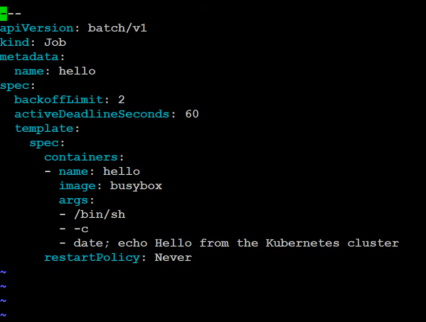 ---
apiVersion: batch/v1
kind: Job
metadata:
  name: hello
spec:
  backoffLimit: 2
  activeDeadlineSeconds: 60
  template:
    spec:
      containers:
      - name: hello
        image: busybox
        args:
        - /bin/sh
        - -c
        - date; echo Hello from the Kubernetes cluster
      restartPolicy: Never
~
~
~
~